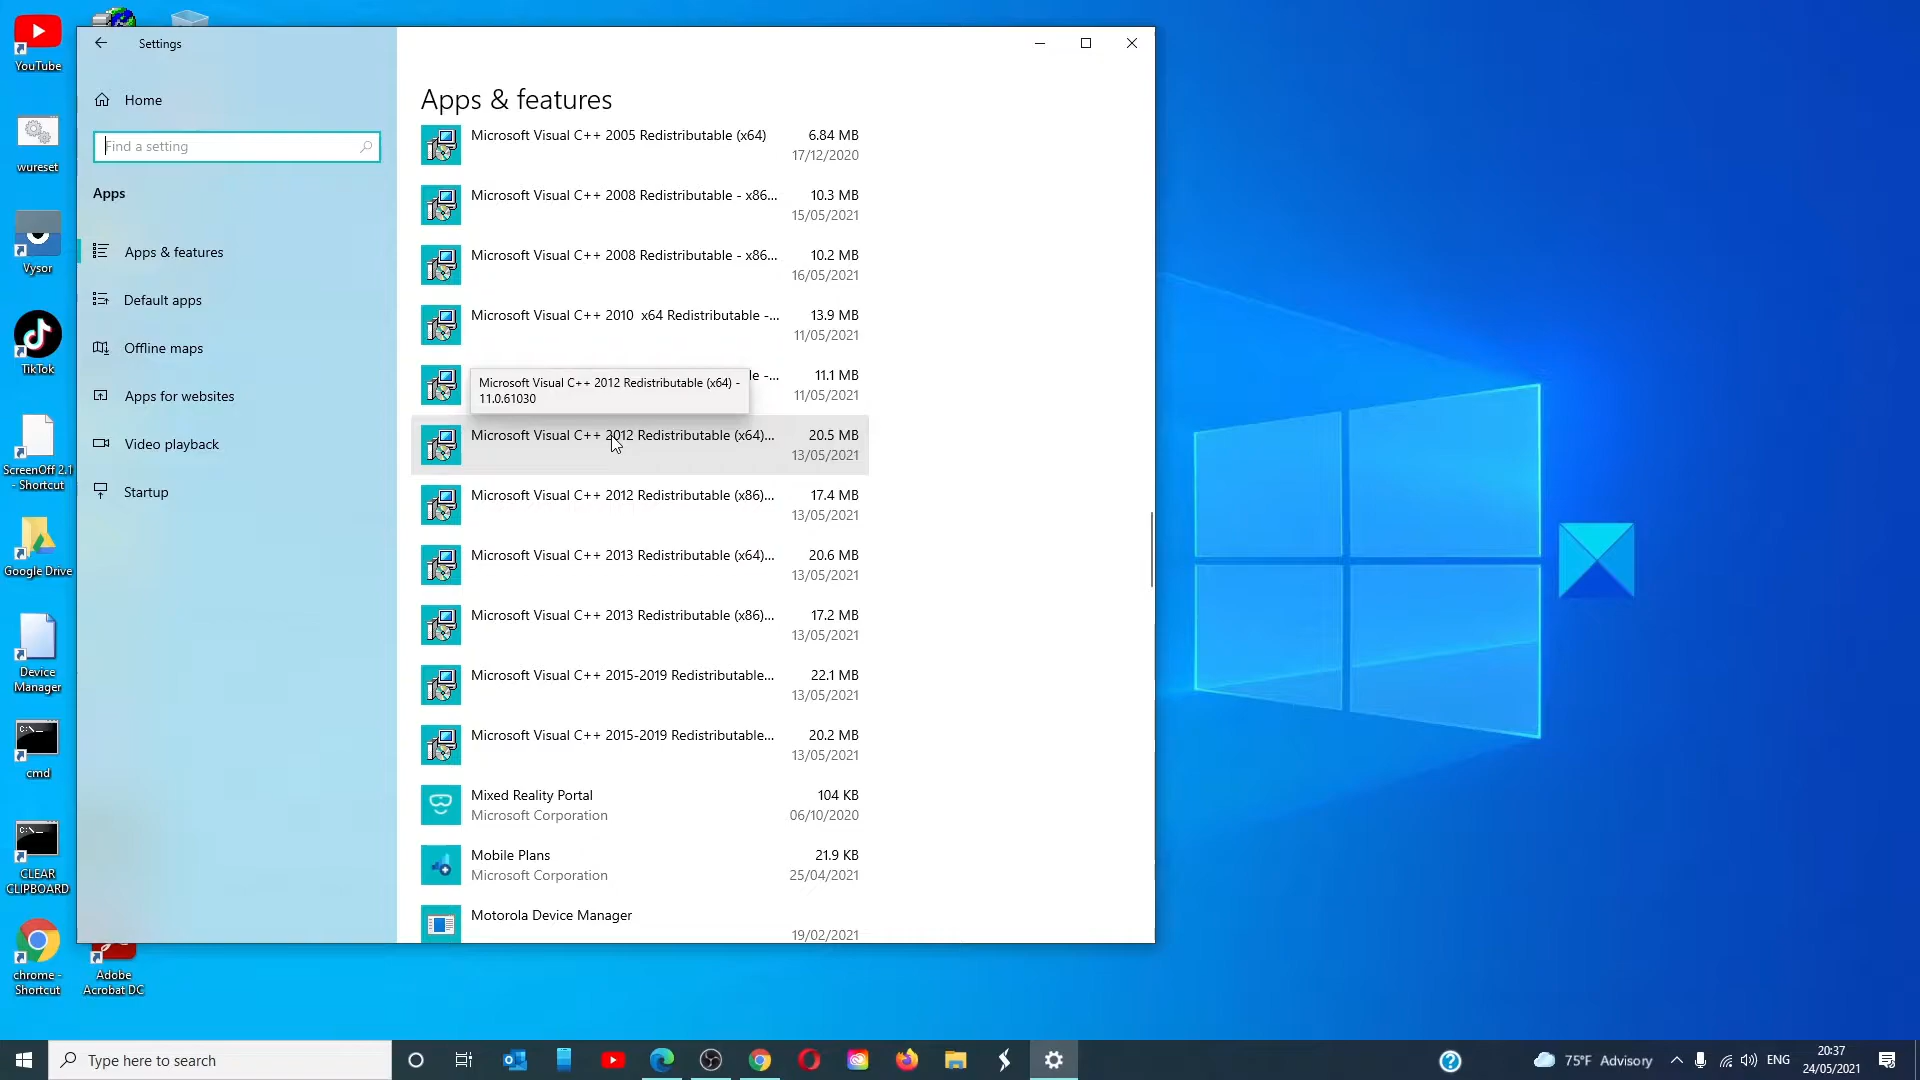 YouTube
wureset
Vysor
TikTok
ScreenOff 2.1
- Shortcut
Google Drive
Device
Manager
cmd
CLEAR
CLIPBOARD
chrome -
Shortcut
Adobe
Acrobat DC
Settings
Home
Find a setting
Apps
Apps & features
Default apps
Offline maps
Apps for websites
Video playback
Startup
Apps & features
Microsoft Visual C++ 2005 Redistributable (x64) 6.84 MB
17/12/2020
Microsoft Visual C++ 2008 Redistributable - x86... 10.3 MB
15/05/2021
Microsoft Visual C++ 2008 Redistributable - x86... 10.2 MB
16/05/2021
Microsoft Visual C++ 2010  x64 Redistributable -... 13.9 MB
11/05/2021
le -... 11.1 MB
11/05/2021
Microsoft Visual C++ 2012 Redistributable (x64) -
11.0.61030
Microsoft Visual C++ 2012 Redistributable (x64)... 20.5 MB
13/05/2021
Microsoft Visual C++ 2012 Redistributable (x86)... 17.4 MB
13/05/2021
Microsoft Visual C++ 2013 Redistributable (x64)... 20.6 MB
13/05/2021
Microsoft Visual C++ 2013 Redistributable (x86)... 17.2 MB
13/05/2021
Microsoft Visual C++ 2015-2019 Redistributable... 22.1 MB
13/05/2021
Microsoft Visual C++ 2015-2019 Redistributable... 20.2 MB
13/05/2021
Mixed Reality Portal 104 KB
Microsoft Corporation 06/10/2020
Mobile Plans 21.9 KB
Microsoft Corporation 25/04/2021
Motorola Device Manager
19/02/2021
Type here to search
75°F Advisory
ENG
20:37
24/05/2021